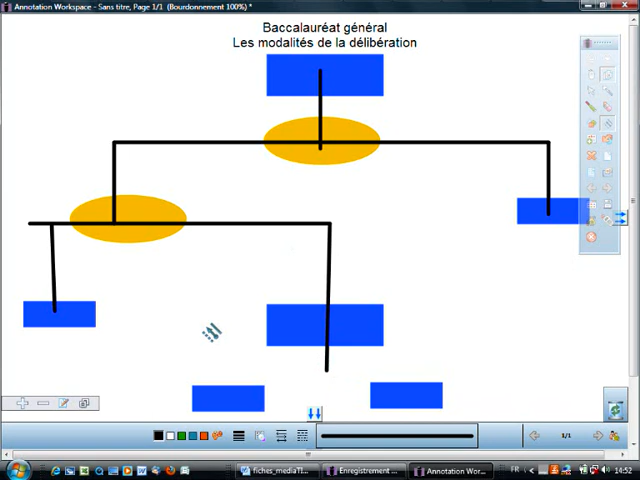 Annotation Workspace - Sans titre, Page 1/1 (Bourdonnement 100%) *
Baccalauréat général
Les modalités de la délibération
1/1
fiches_mediaTI...
Enregistrement ...
Annotation Wor...
FR
14:52